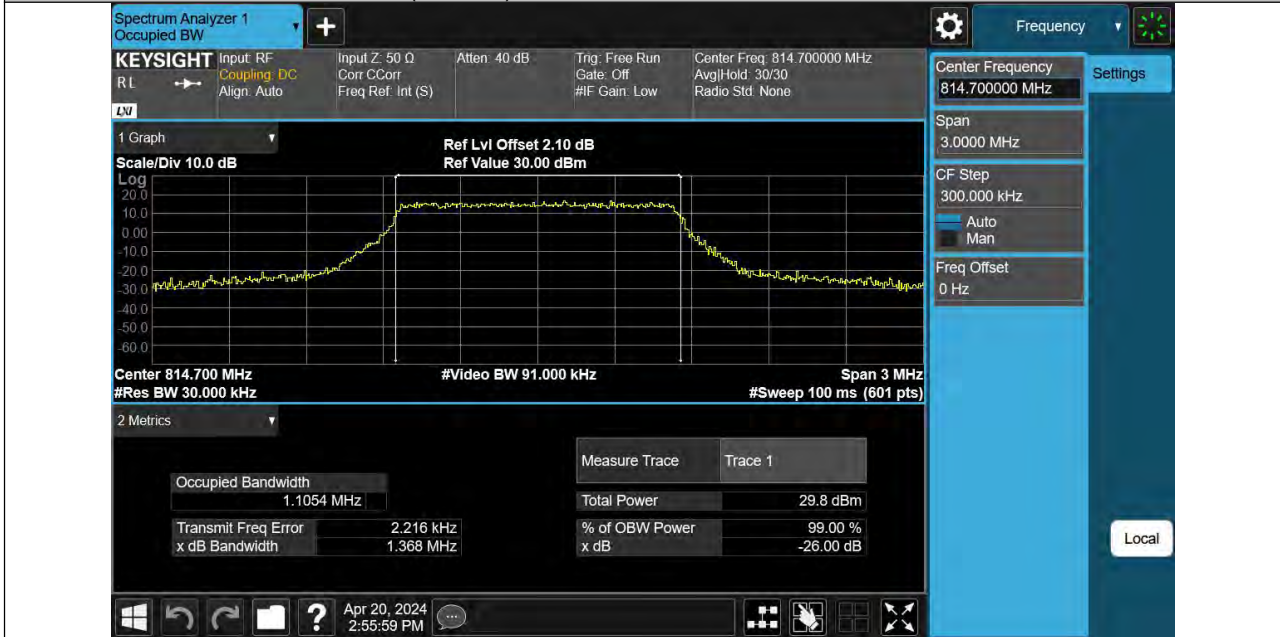 Spectrum Analyzer 1
Occupied BW
Frequency
KEYSIGHT
RL
LXI
Input: RF
Coupling: DC
Align: Auto
Input Z: 50 Ω
Corr CCorr
Freq Ref: Int (S)
Atten: 40 dB
Trig: Free Run
Gate: Off
#IF Gain: Low
Center Freq: 814.700000 MHz
Avg|Hold: 30/30
Radio Std: None
Center Frequency
814.700000 MHz
Settings
Span
3.0000 MHz
CF Step
300.000 kHz
Auto
Man
Freq Offset
0 Hz
Local
1 Graph
Scale/Div 10.0 dB
Ref Lvl Offset 2.10 dB
Ref Value 30.00 dBm
Log
20.0
10.0
0.00
-10.0
-20.0
-30.0
-40.0
-50.0
-60.0
Center 814.700 MHz
#Video BW 91.000 kHz
Span 3 MHz
#Res BW 30.000 kHz
#Sweep 100 ms (601 pts)
2 Metrics
Measure Trace
Trace 1
Occupied Bandwidth
1.1054 MHz
Total Power
29.8 dBm
Transmit Freq Error
2.216 kHz
% of OBW Power
99.00 %
x dB Bandwidth
1.368 MHz
x dB
-26.00 dB
?
Apr 20, 2024
2:55:59 PM